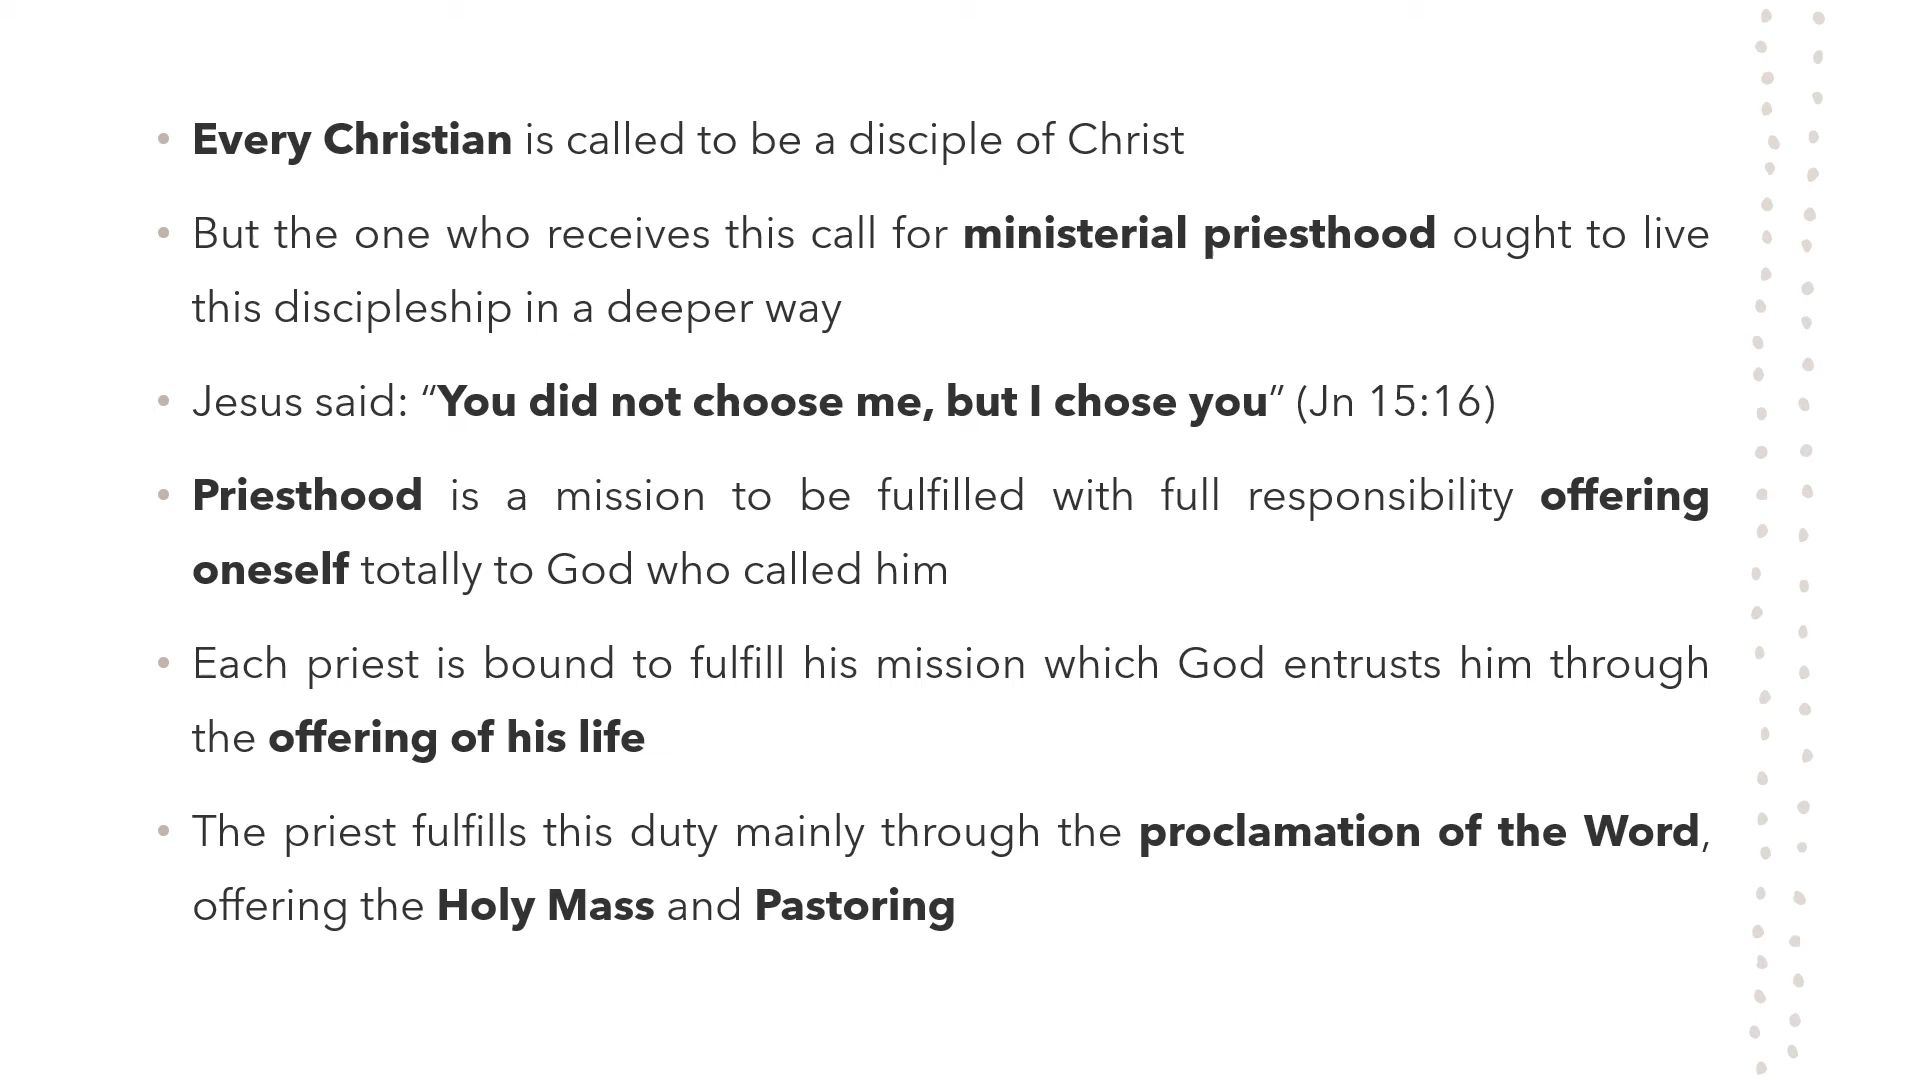 • Every Christian is called to be a disciple of Christ
• But the one who receives this call for ministerial priesthood ought to live
this discipleship in a deeper way
• Jesus said: “You did not choose me, but I chose you” (Jn 15:16)
• Priesthood is a mission to be fulfilled with full responsibility offering
oneself totally to God who called him
• Each priest is bound to fulfill his mission which God entrusts him through
the offering of his life
• The priest fulfills this duty mainly through the proclamation of the Word,
offering the Holy Mass and Pastoring